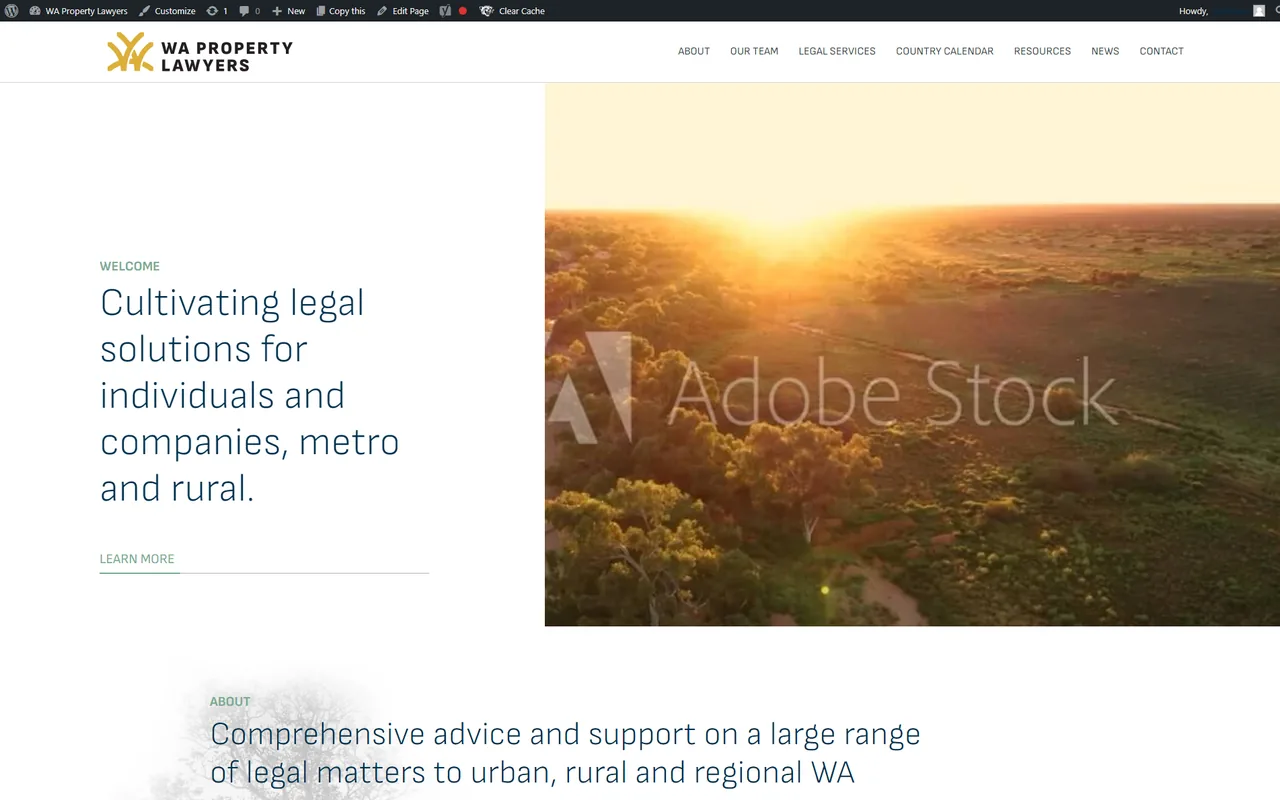 WA Property Lawyers Customize 1 0 New Copy this Edit Page Clear Cache Howdy,
WA PROPERTY
LAWYERS
ABOUT OUR TEAM LEGAL SERVICES COUNTRY CALENDAR RESOURCES NEWS CONTACT
WELCOME
Cultivating legal
solutions for
individuals and
companies, metro
and rural.
LEARN MORE
Adobe Stock
ABOUT
Comprehensive advice and support on a large range
of legal matters to urban, rural and regional WA